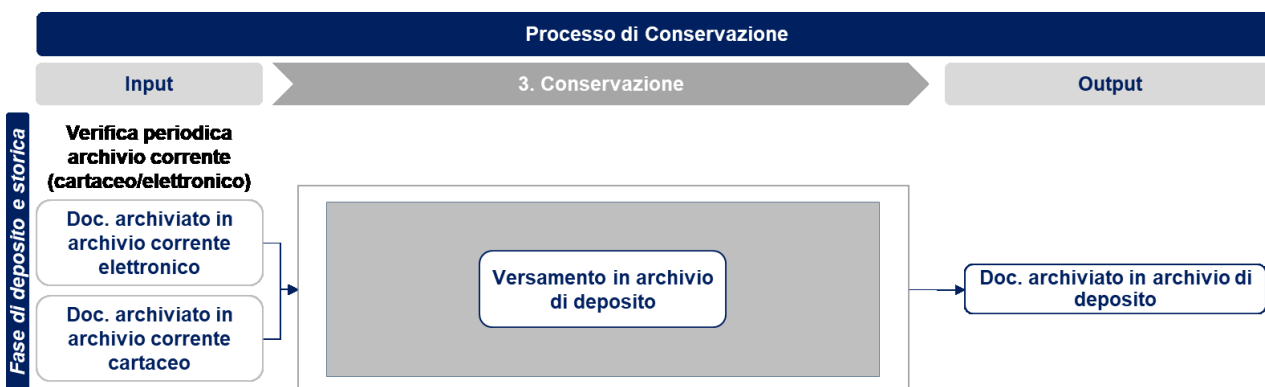 Processo di Conservazione
Input
3. Conservazione
Output
Fase di deposito e storica
Verifica periodica
archivio corrente
(cartaceo/elettronico)
Doc. archiviato in
archivio corrente
elettronico
Doc. archiviato in
archivio corrente
cartaceo
Versamento in archivio
di deposito
Doc. archiviato in archivio di
deposito